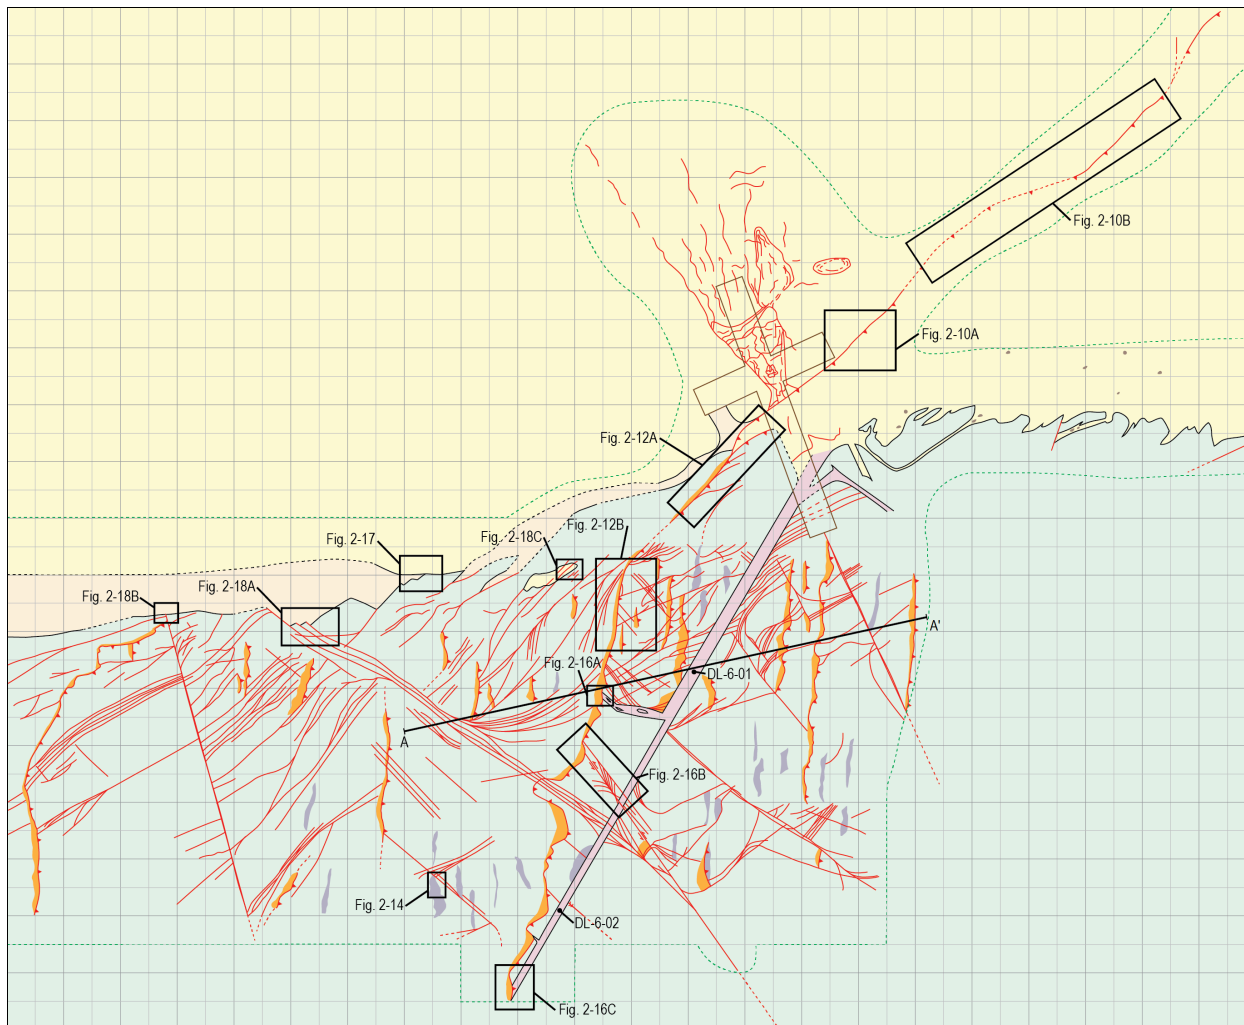 Fig. 2-10B
Fig. 2-10A
Fig. 2-12A
Fig. 2-12B
Fig. 2-18C
Fig. 2-17
Fig. 2-18A
Fig. 2-18B
A'
Fig. 2-16A
DL-6-01
A
Fig. 2-16B
Fig. 2-14
DL-6-02
Fig. 2-16C